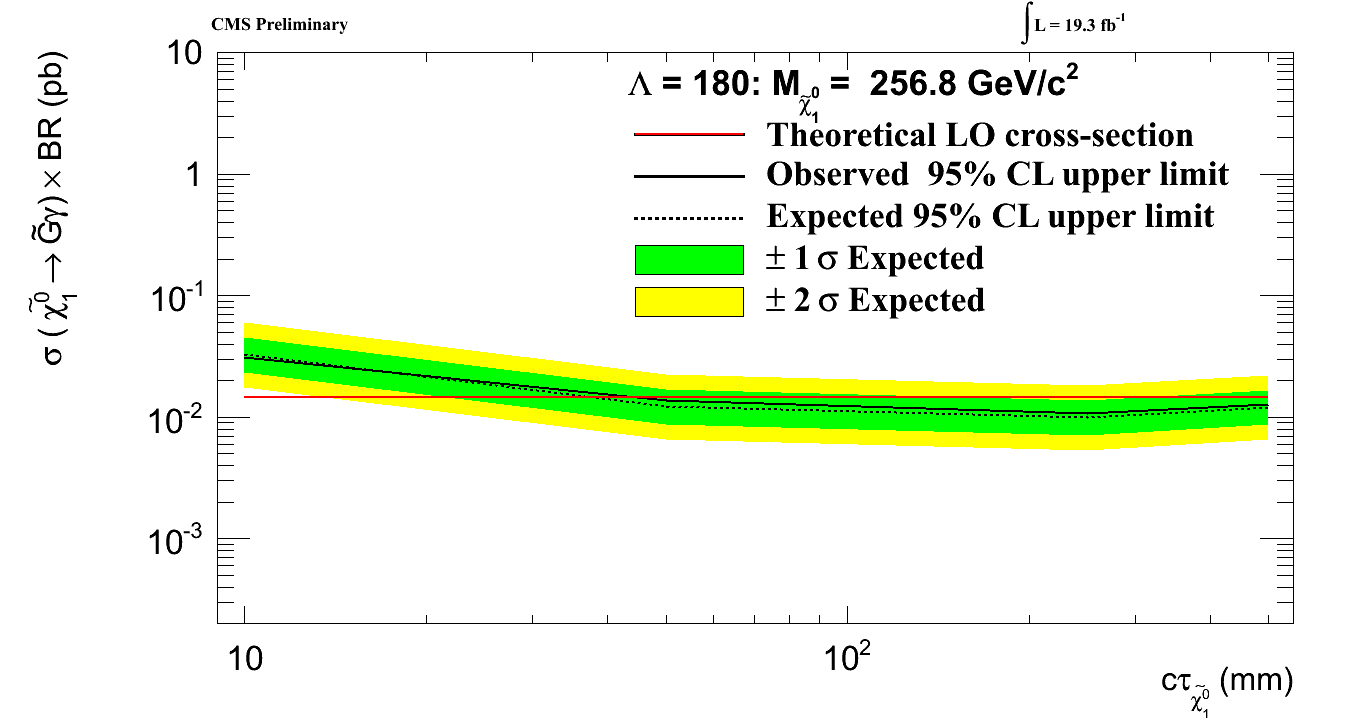 CMS Preliminary
∫L = 19.3 fb⁻¹
Λ = 180: M_χ̃₁⁰ = 256.8 GeV/c²
Theoretical LO cross-section
Observed 95% CL upper limit
Expected 95% CL upper limit
± 1 σ Expected
± 2 σ Expected
σ (χ̃₁⁰ → G̃γ) × BR (pb)
10
1
10⁻¹
10⁻²
10⁻³
10
10²
cτ_χ̃₁⁰ (mm)